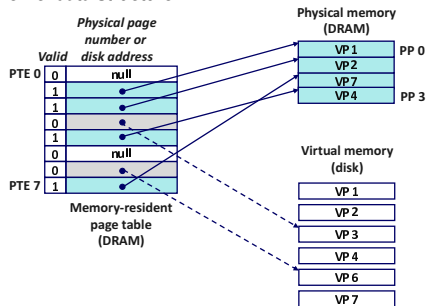 Physical page
number or
disk address
Valid
PTE 0
0
null
1
1
0
1
0
null
0
PTE 7
1
Memory-resident
page table
(DRAM)
Physical memory
(DRAM)
VP 1
PP 0
VP 2
VP 7
VP 4
PP 3
Virtual memory
(disk)
VP 1
VP 2
VP 3
VP 4
VP 6
VP 7